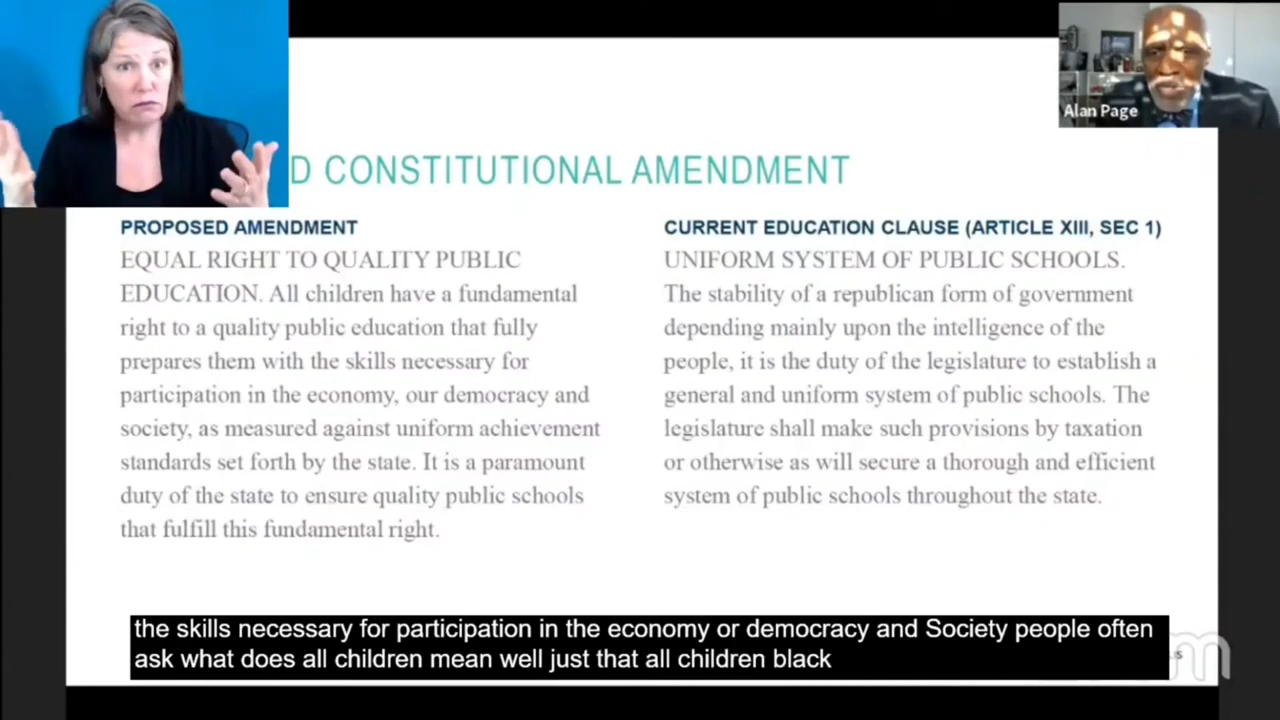 Alan Page
D CONSTITUTIONAL AMENDMENT
PROPOSED AMENDMENT
EQUAL RIGHT TO QUALITY PUBLIC
EDUCATION. All children have a fundamental
right to a quality public education that fully
prepares them with the skills necessary for
participation in the economy, our democracy and
society, as measured against uniform achievement
standards set forth by the state. It is a paramount
duty of the state to ensure quality public schools
that fulfill this fundamental right.
CURRENT EDUCATION CLAUSE (ARTICLE XIII, SEC 1)
UNIFORM SYSTEM OF PUBLIC SCHOOLS.
The stability of a republican form of government
depending mainly upon the intelligence of the
people, it is the duty of the legislature to establish a
general and uniform system of public schools. The
legislature shall make such provisions by taxation
or otherwise as will secure a thorough and efficient
system of public schools throughout the state.
the skills necessary for participation in the economy or democracy and Society people often
ask what does all children mean well just that all children black